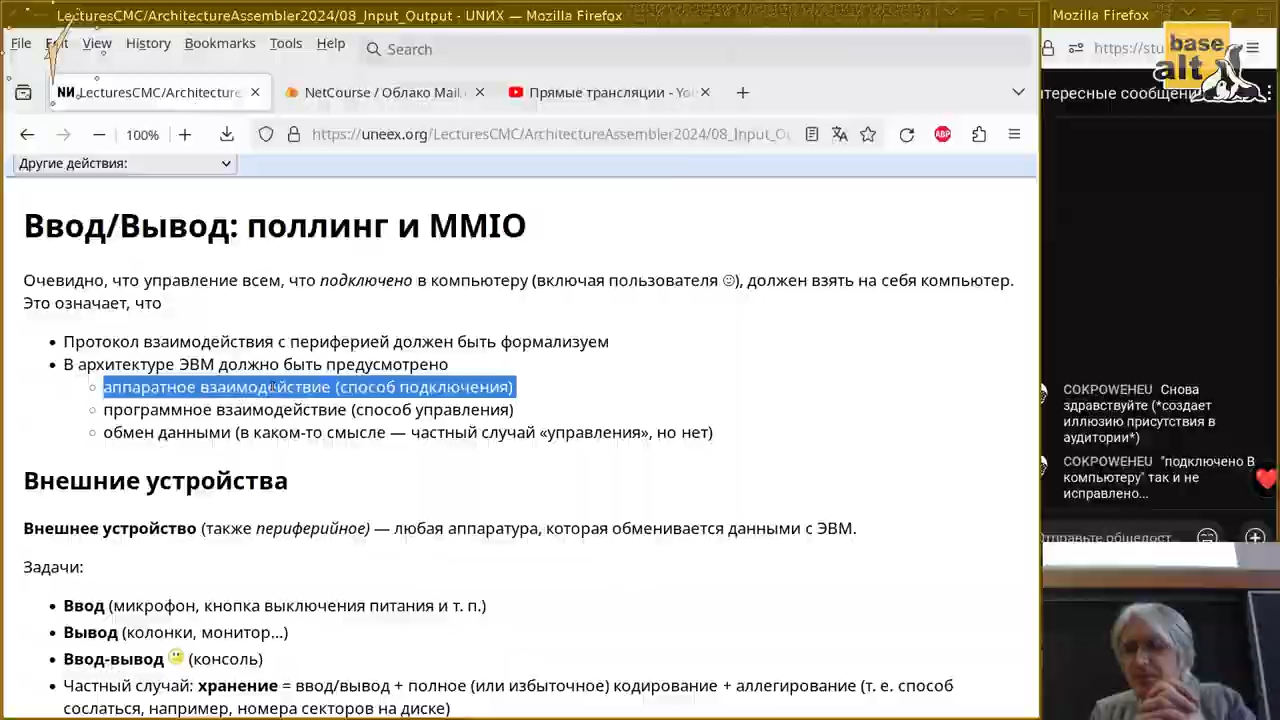 LecturesCMC/ArchitectureAssembler2024/08_Input_Output - UNИX — Mozilla Firefox
Mozilla Firefox
File Edit View History Bookmarks Tools Help
Search
https://stu
base
alt
LecturesCMC/Architecture
NetCourse / Облако Mail.
Прямые трансляции - You
тересные сообщени
100%
https://uneex.org/LecturesCMC/ArchitectureAssembler2024/08_Input_Ou
ABP
Другие действия:
Ввод/Вывод: поллинг и MMIO
Очевидно, что управление всем, что подключено в компьютеру (включая пользователя ☺), должен взять на себя компьютер.
Это означает, что
• Протокол взаимодействия с периферией должен быть формализуем
• В архитектуре ЭВМ должно быть предусмотрено
◦ аппаратное взаимодействие (способ подключения)
◦ программное взаимодействие (способ управления)
◦ обмен данными (в каком-то смысле — частный случай «управления», но нет)
Внешние устройства
Внешнее устройство (также периферийное) — любая аппаратура, которая обменивается данными с ЭВМ.
Задачи:
• Ввод (микрофон, кнопка выключения питания и т. п.)
• Вывод (колонки, монитор…)
• Ввод-вывод (консоль)
• Частный случай: хранение = ввод/вывод + полное (или избыточное) кодирование + аллегирование (т. е. способ
сослаться, например, номера секторов на диске)
COKPOWEHEU Снова
здравствуйте (*создает
иллюзию присутствия в
аудитории*)
COKPOWEHEU "подключено В
компьютеру" так и не
исправлено...